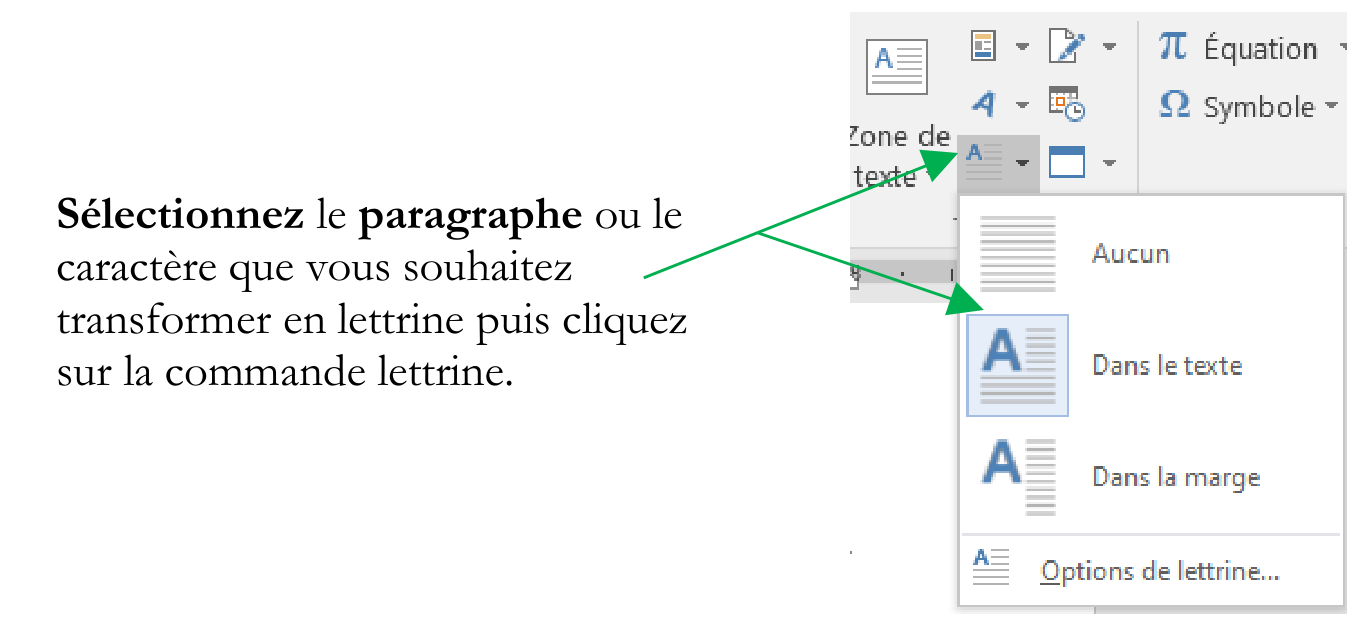 Zone de
texte
π Équation
Ω Symbole
Sélectionnez le paragraphe ou le
caractère que vous souhaitez
transformer en lettrine puis cliquez
sur la commande lettrine.
Aucun
Dans le texte
Dans la marge
Options de lettrine...